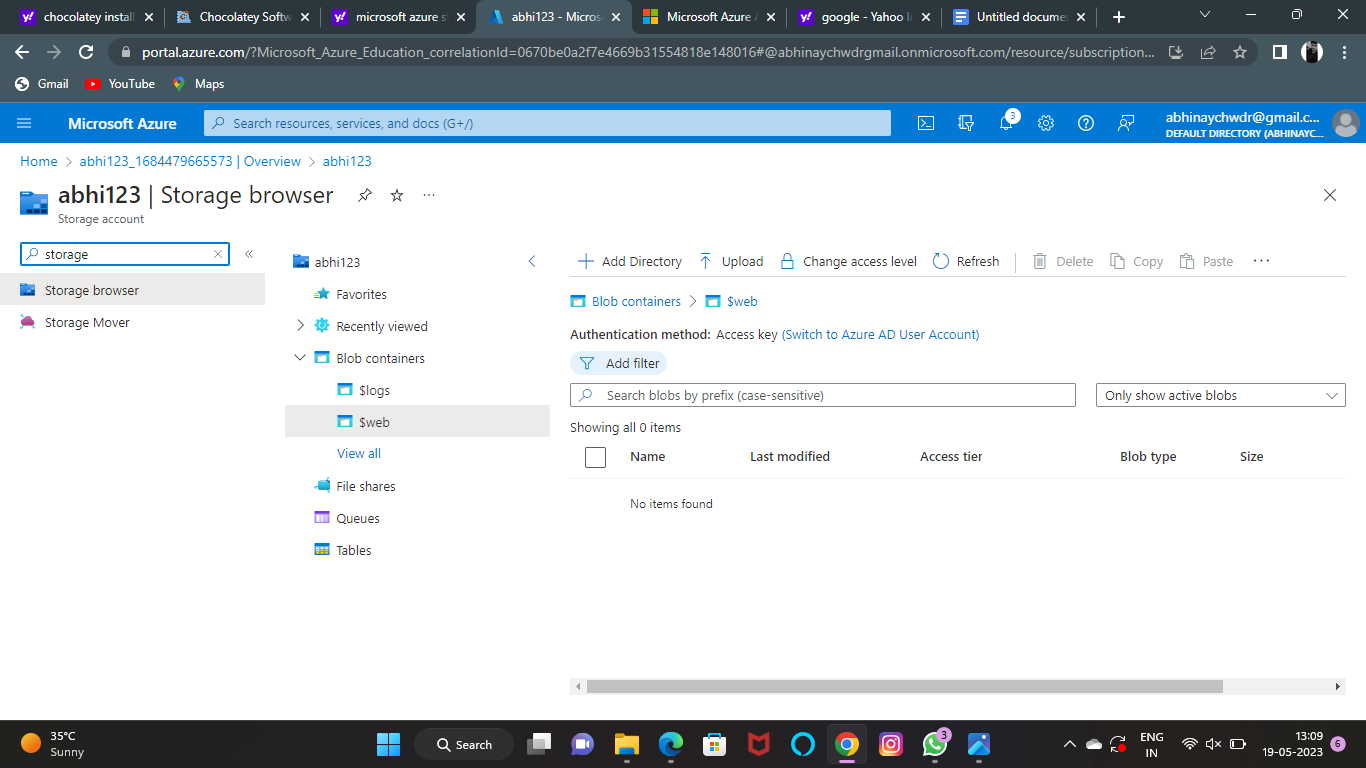 chocolatey install
Chocolatey Softw
microsoft azure s
abhi123 - Micros
Microsoft Azure
google - Yahoo I
Untitled docume
portal.azure.com/?Microsoft_Azure_Education_correlationId=0670be0a2f7e4669b31554818e148016#@abhinaychwdrgmail.onmicrosoft.com/resource/subscription...
Gmail
YouTube
Maps
Microsoft Azure
Search resources, services, and docs (G+/)
3
abhinaychwdr@gmail.c...
DEFAULT DIRECTORY (ABHINAYC...
Home > abhi123_1684479665573 | Overview > abhi123
abhi123 | Storage browser
Storage account
storage
Storage browser
Storage Mover
abhi123
Favorites
Recently viewed
Blob containers
$logs
$web
View all
File shares
Queues
Tables
Add Directory
Upload
Change access level
Refresh
Delete
Copy
Paste
Blob containers > $web
Authentication method: Access key (Switch to Azure AD User Account)
Add filter
Search blobs by prefix (case-sensitive)
Only show active blobs
Showing all 0 items
Name
Last modified
Access tier
Blob type
Size
No items found
35°C
Sunny
Search
3
ENG
IN
13:09
19-05-2023
6